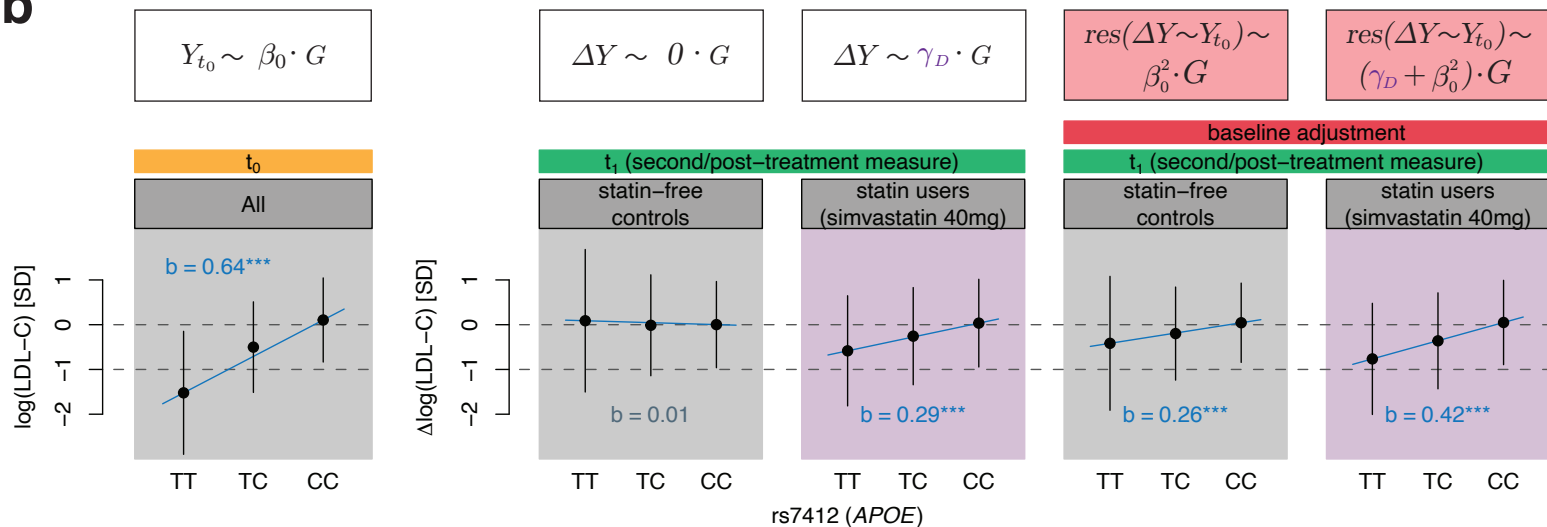 b
Y_{t_0} ~ β_0 · G
ΔY ~ 0 · G
ΔY ~ γ_D · G
res(ΔY~Y_{t_0}) ~
β_0^2 · G
res(ΔY~Y_{t_0}) ~
(γ_D + β_0^2) · G
baseline adjustment
t_0
t_1 (second/post−treatment measure)
t_1 (second/post−treatment measure)
All
statin−free
controls
statin users
(simvastatin 40mg)
statin−free
controls
statin users
(simvastatin 40mg)
log(LDL−C) [SD]
1
0
−1
−2
b = 0.64***
Δlog(LDL−C) [SD]
1
0
−1
−2
b = 0.01
b = 0.29***
b = 0.26***
b = 0.42***
TT TC CC
TT TC CC
TT TC CC
TT TC CC
TT TC CC
rs7412 (APOE)